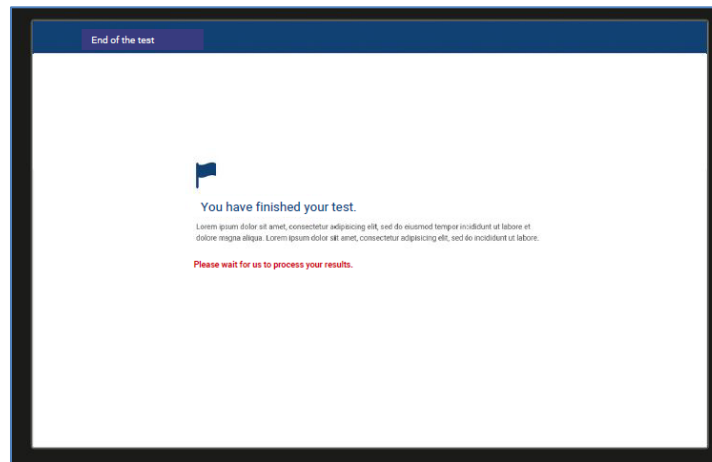 End of the test
You have finished your test.
Lorem ipsum dolor sit amet, consectetur adipisicing elit, sed do eiusmod tempor incididunt ut labore et
dolore magna aliqua. Lorem ipsum dolor sit amet, consectetur adipisicing elit, sed do incididunt ut labore.
Please wait for us to process your results.